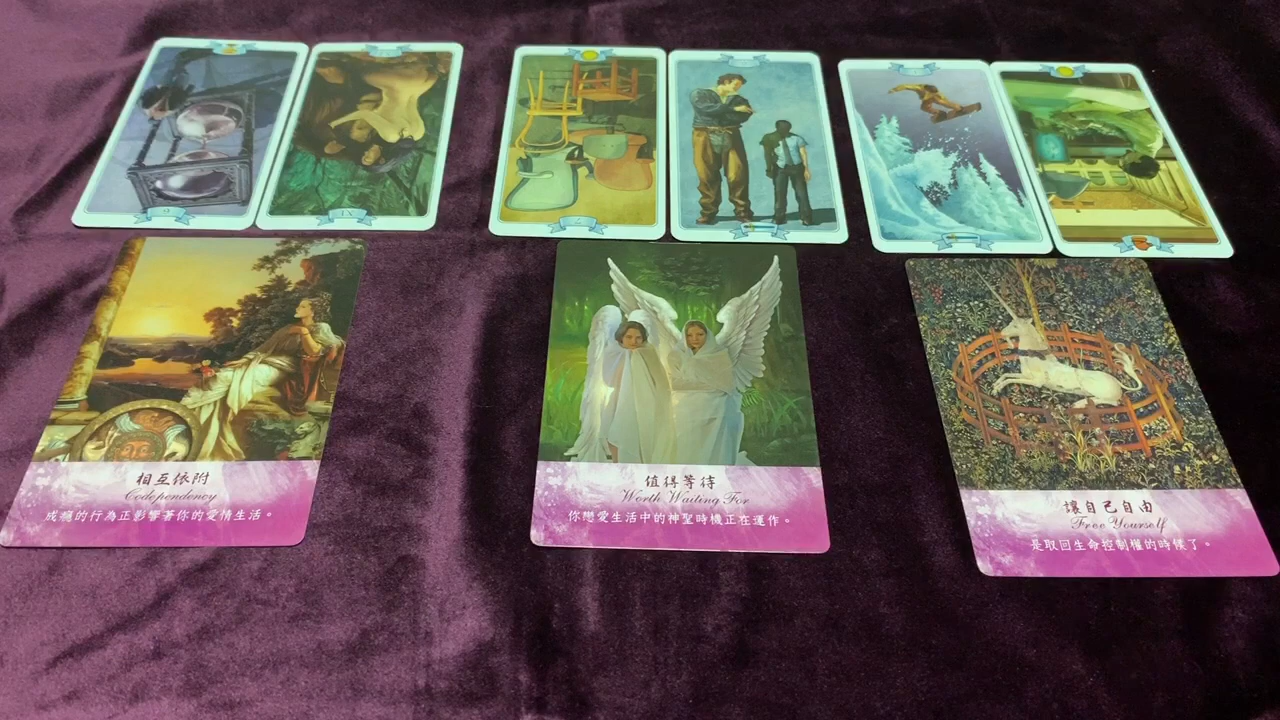 相互依附
Codependency
成癮的行為正影響著你的愛情生活。
值得等待
Worth Waiting For
你戀愛生活中的神聖時機正在運作。
讓自己自由
Free Yourself
是取回生命控制權的時候了。